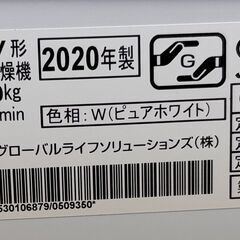 形 2020年製 G
燥機
kg
min
色相:W(ピュアホワイト)
グローバルライフソリューションズ(株)
530106879/0509350*